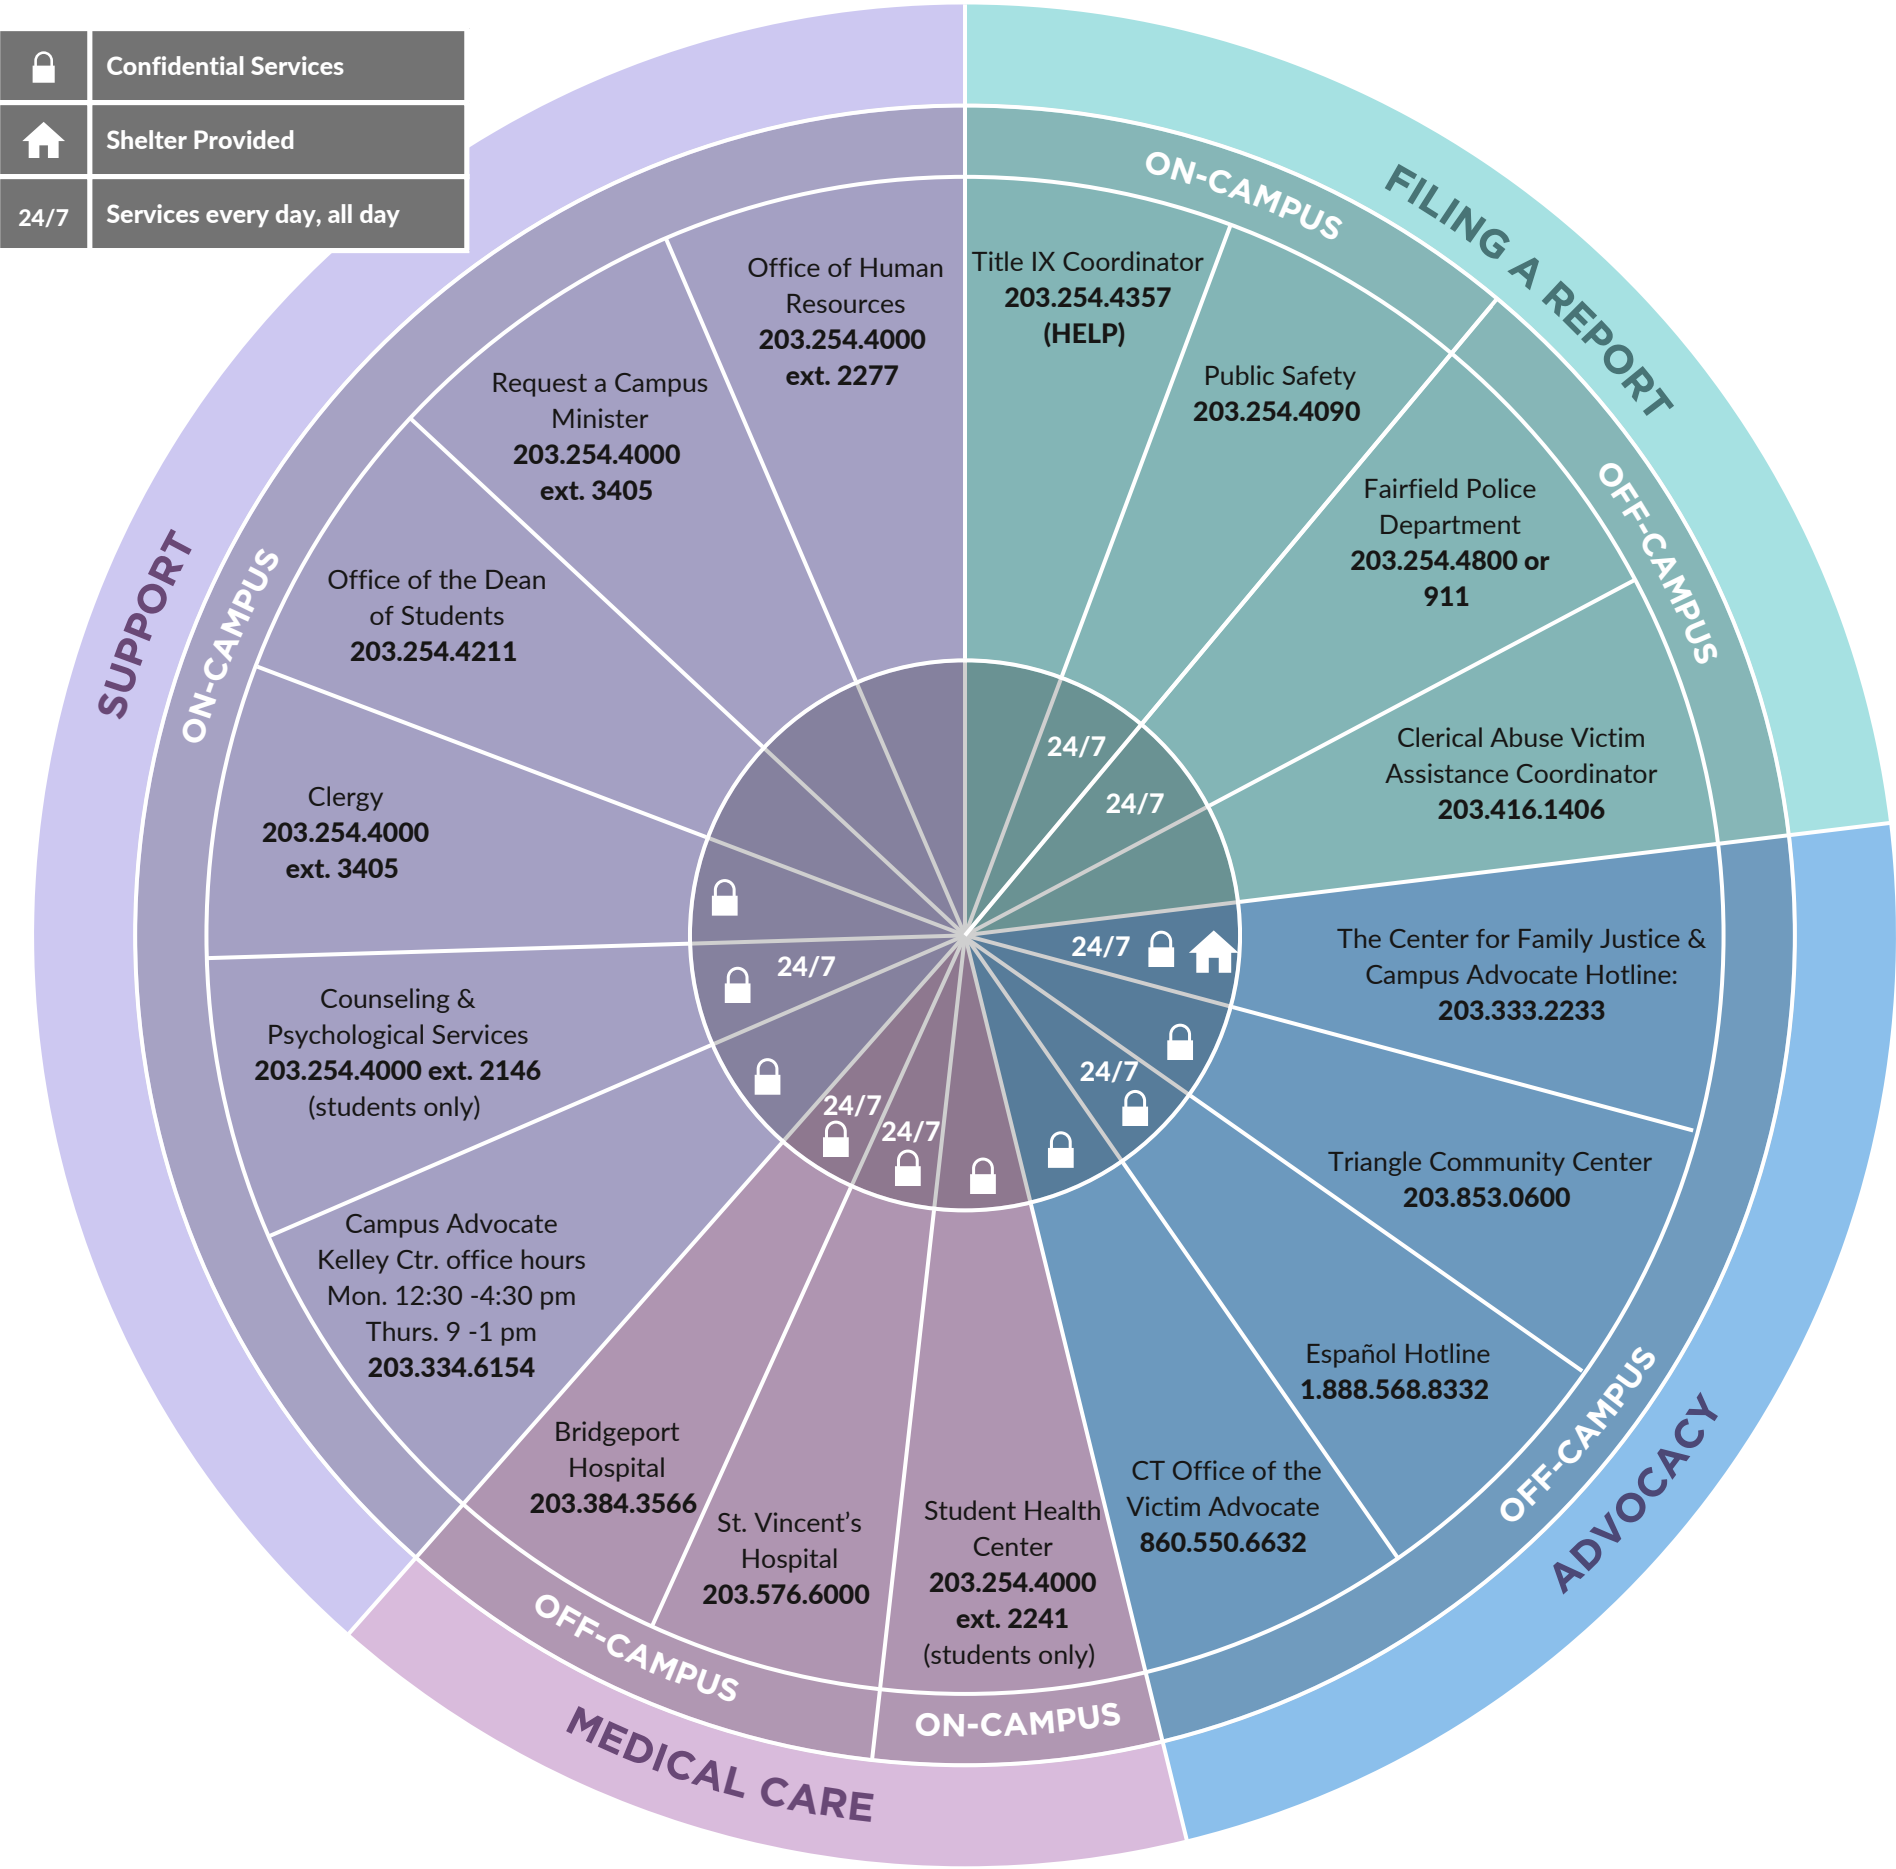 Confidential Services
Shelter Provided
24/7 Services every day, all day
FILING A REPORT
ON-CAMPUS
Title IX Coordinator
203.254.4357
(HELP)
Public Safety
203.254.4090
24/7
OFF-CAMPUS
Fairfield Police
Department
203.254.4800 or
911
24/7
Clerical Abuse Victim
Assistance Coordinator
203.416.1406
ADVOCACY
OFF-CAMPUS
The Center for Family Justice &
Campus Advocate Hotline:
203.333.2233
24/7
Triangle Community Center
203.853.0600
Español Hotline
1.888.568.8332
24/7
CT Office of the
Victim Advocate
860.550.6632
MEDICAL CARE
ON-CAMPUS
Student Health
Center
203.254.4000
ext. 2241
(students only)
OFF-CAMPUS
St. Vincent’s
Hospital
203.576.6000
24/7
Bridgeport
Hospital
203.384.3566
24/7
SUPPORT
ON-CAMPUS
Campus Advocate
Kelley Ctr. office hours
Mon. 12:30 -4:30 pm
Thurs. 9 -1 pm
203.334.6154
Counseling &
Psychological Services
203.254.4000 ext. 2146
(students only)
24/7
Clergy
203.254.4000
ext. 3405
Office of the Dean
of Students
203.254.4211
Request a Campus
Minister
203.254.4000
ext. 3405
Office of Human
Resources
203.254.4000
ext. 2277